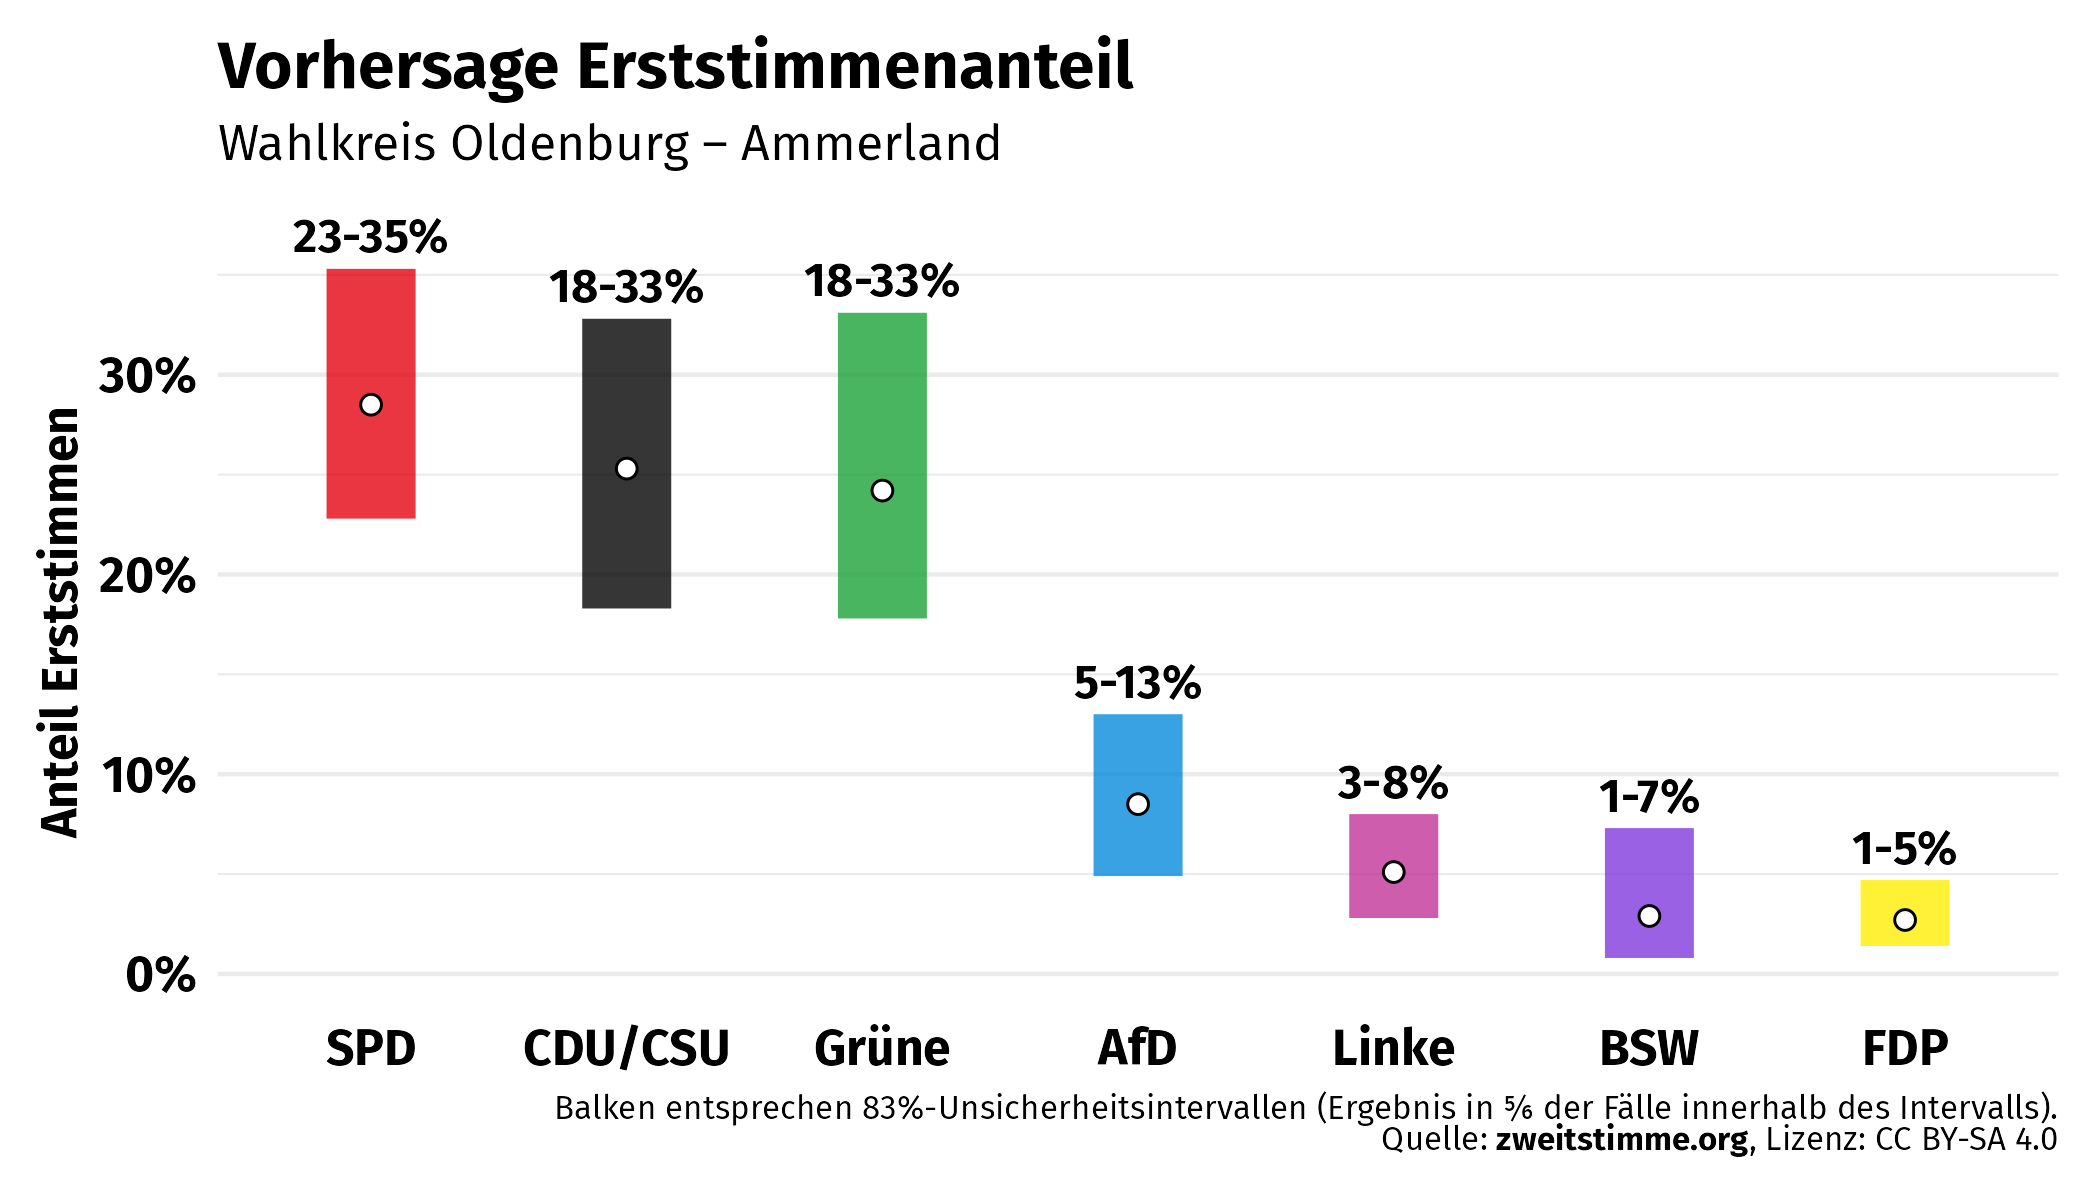 Vorhersage Erststimmenanteil
Wahlkreis Oldenburg – Ammerland
23-35%
18-33%
18-33%
30%
20%
5-13%
10%
3-8%
1-7%
1-5%
0%
Anteil Erststimmen
SPD CDU/CSU Grüne AfD Linke BSW FDP
Balken entsprechen 83%-Unsicherheitsintervallen (Ergebnis in ⅚ der Fälle innerhalb des Intervalls).
Quelle: zweitstimme.org, Lizenz: CC BY-SA 4.0